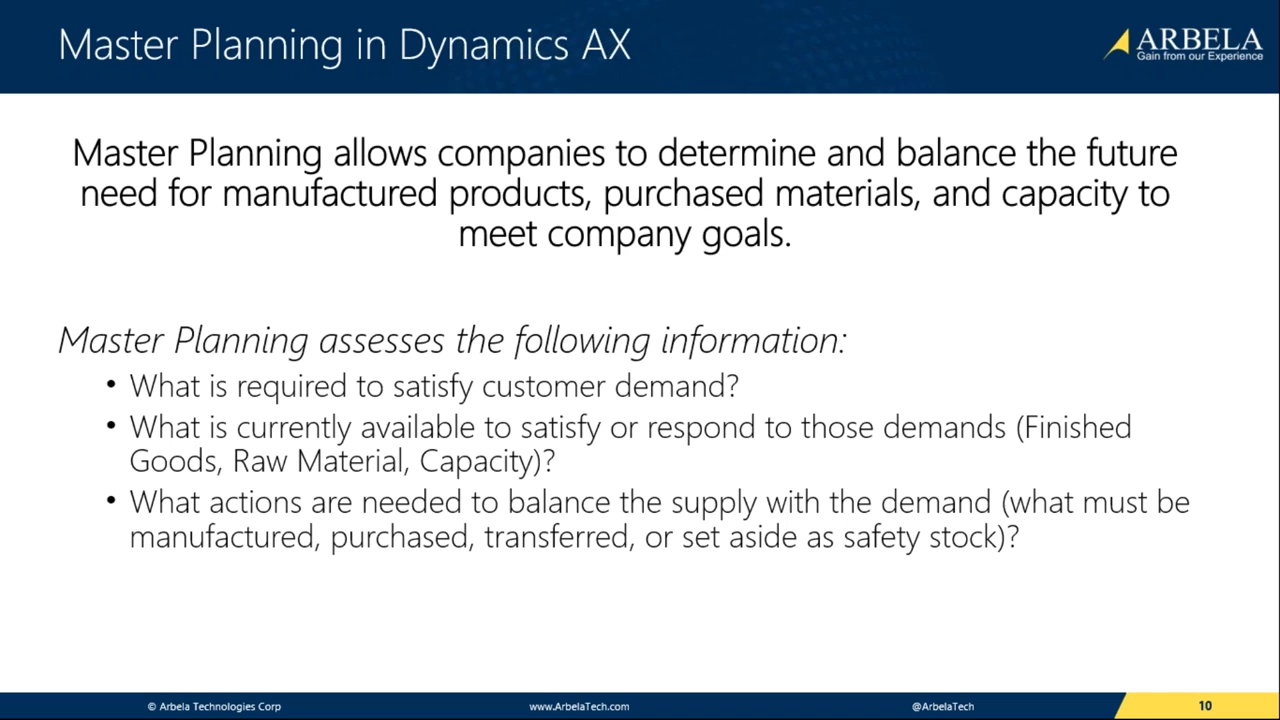 Master Planning in Dynamics AX
ARBELA
Gain from our Experience
Master Planning allows companies to determine and balance the future
need for manufactured products, purchased materials, and capacity to
meet company goals.
Master Planning assesses the following information:
• What is required to satisfy customer demand?
• What is currently available to satisfy or respond to those demands (Finished
Goods, Raw Material, Capacity)?
• What actions are needed to balance the supply with the demand (what must be
manufactured, purchased, transferred, or set aside as safety stock)?
© Arbela Technologies Corp
www.ArbelaTech.com
@ArbelaTech
10